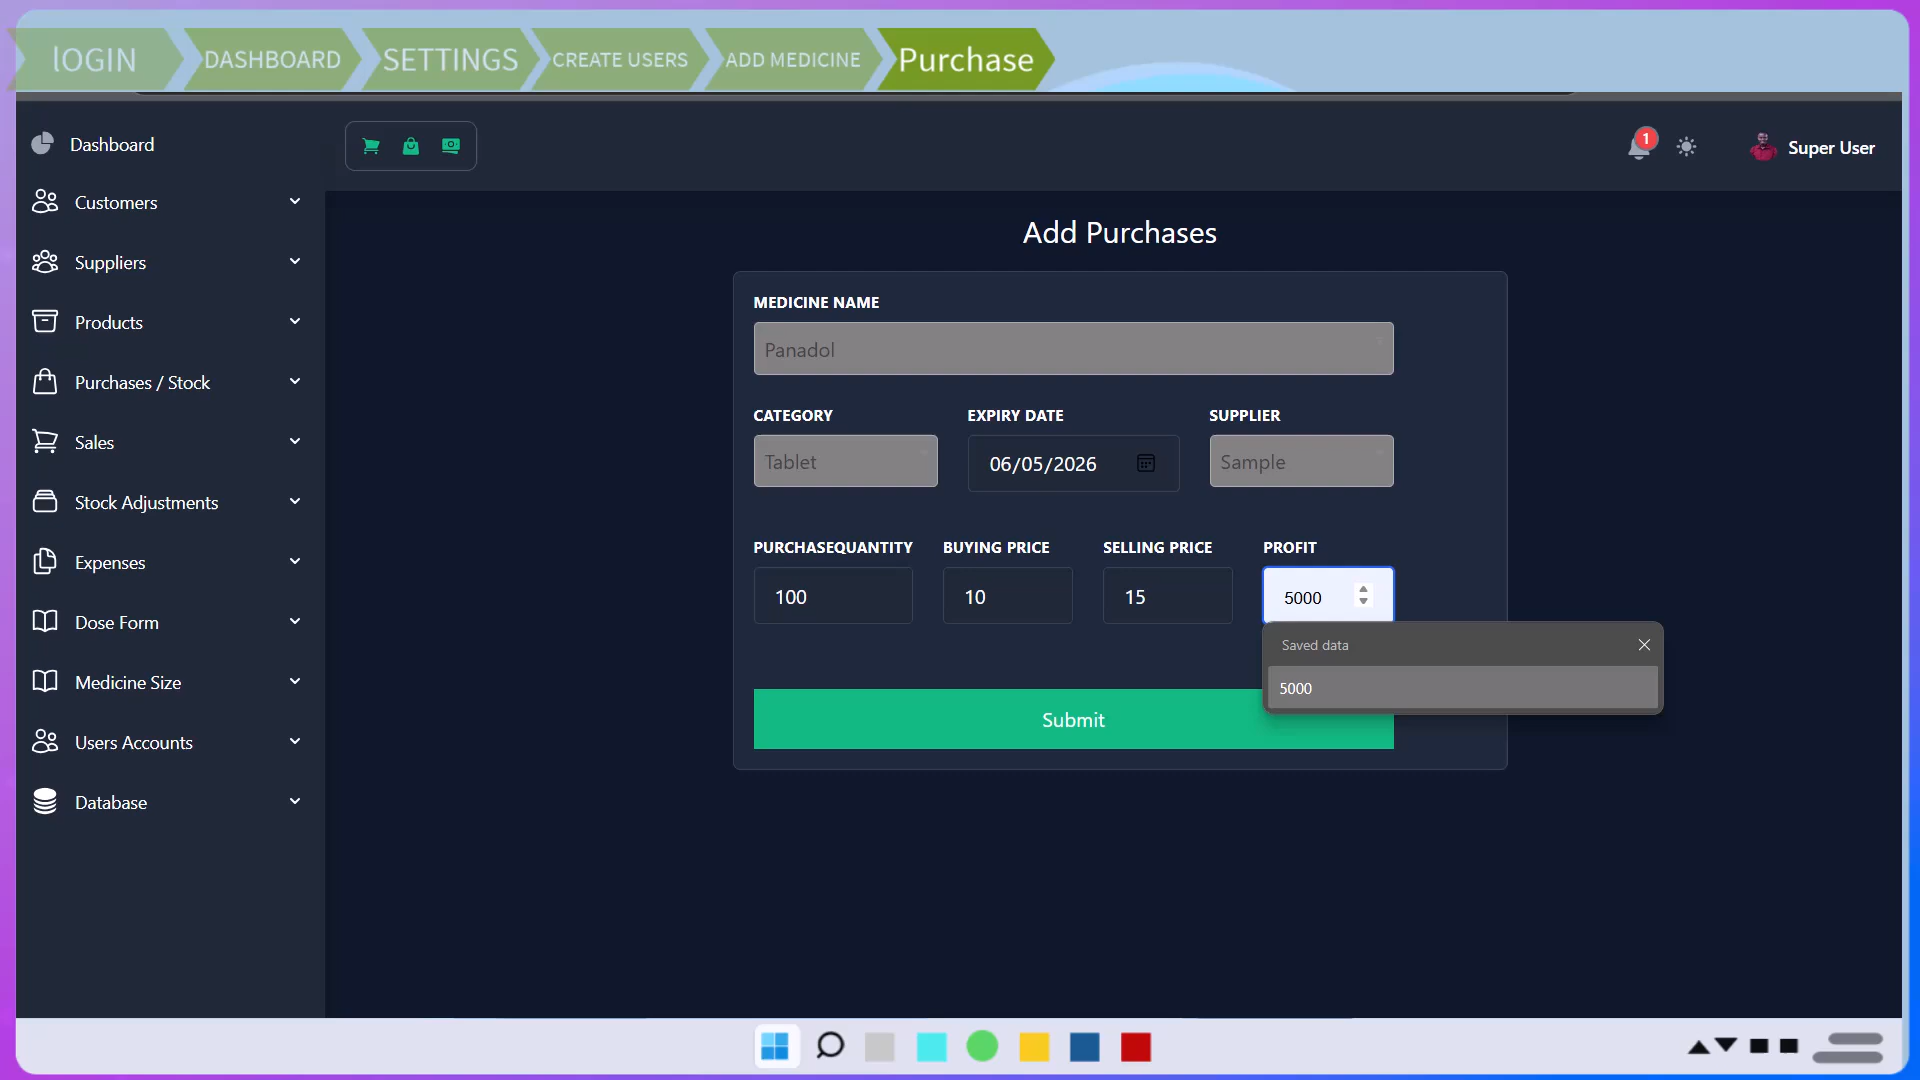 lOGIN
DASHBOARD
SETTINGS
CREATE USERS
ADD MEDICINE
Purchase
Dashboard
1
Super User
Customers
Suppliers
Products
Purchases / Stock
Sales
Stock Adjustments
Expenses
Dose Form
Medicine Size
Users Accounts
Database
Add Purchases
MEDICINE NAME
Panadol
CATEGORY
EXPIRY DATE
SUPPLIER
Tablet
06/05/2026
Sample
PURCHASEQUANTITY
BUYING PRICE
SELLING PRICE
PROFIT
100
10
15
5000
Saved data
5000
Submit